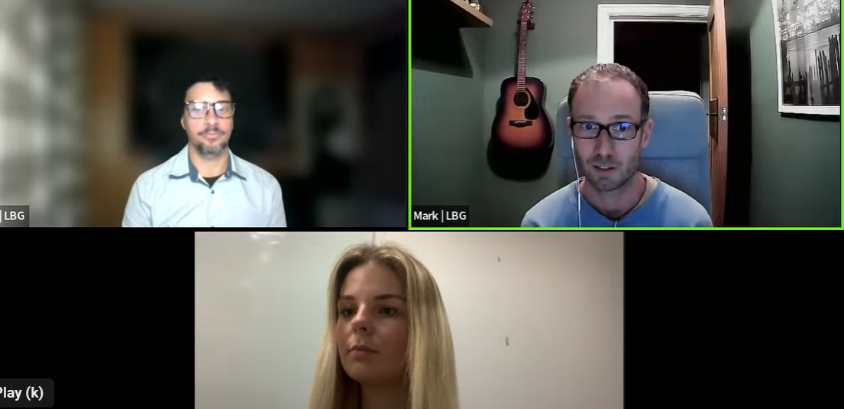 | LBG
Mark | LBG
Play (k)